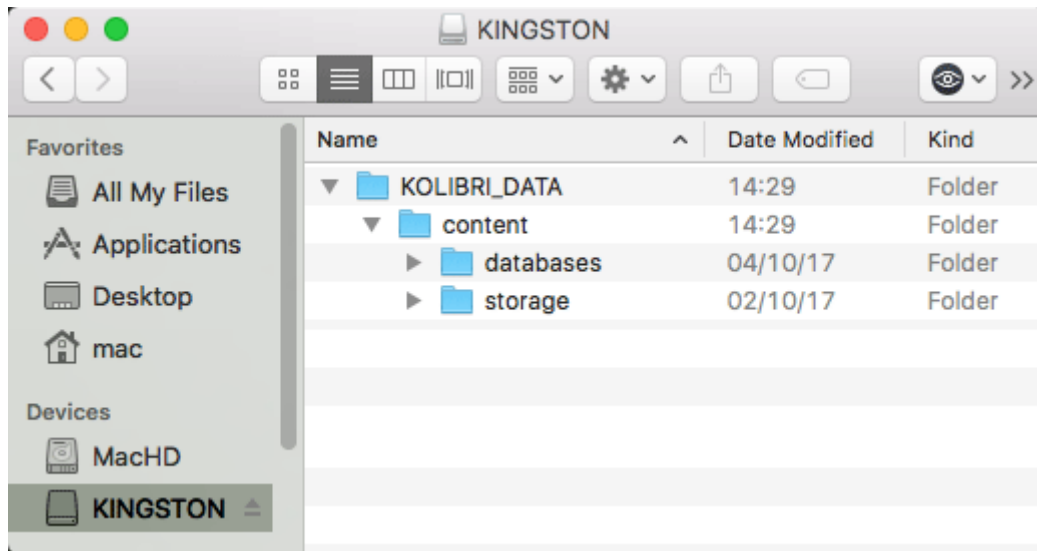 KINGSTON
Favorites
All My Files
Applications
Desktop
mac
Devices
MacHD
KINGSTON
Name Date Modified Kind
KOLIBRI_DATA 14:29 Folder
content 14:29 Folder
databases 04/10/17 Folder
storage 02/10/17 Folder